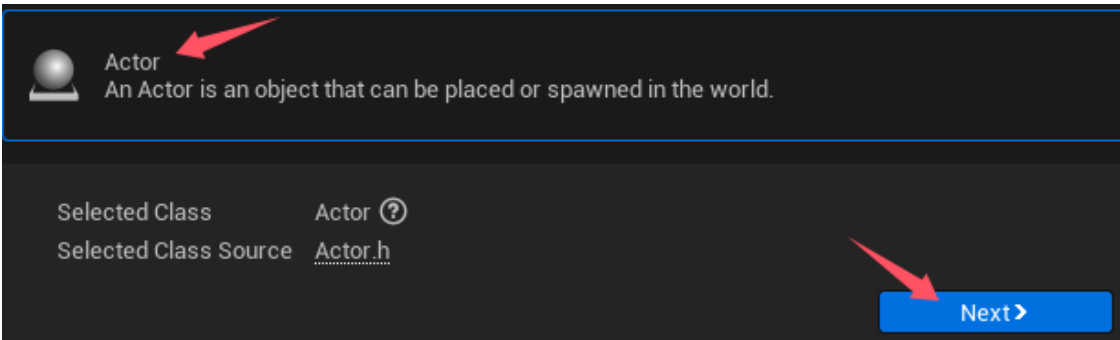 Actor
An Actor is an object that can be placed or spawned in the world.
Selected Class Actor ?
Selected Class Source Actor.h
Next